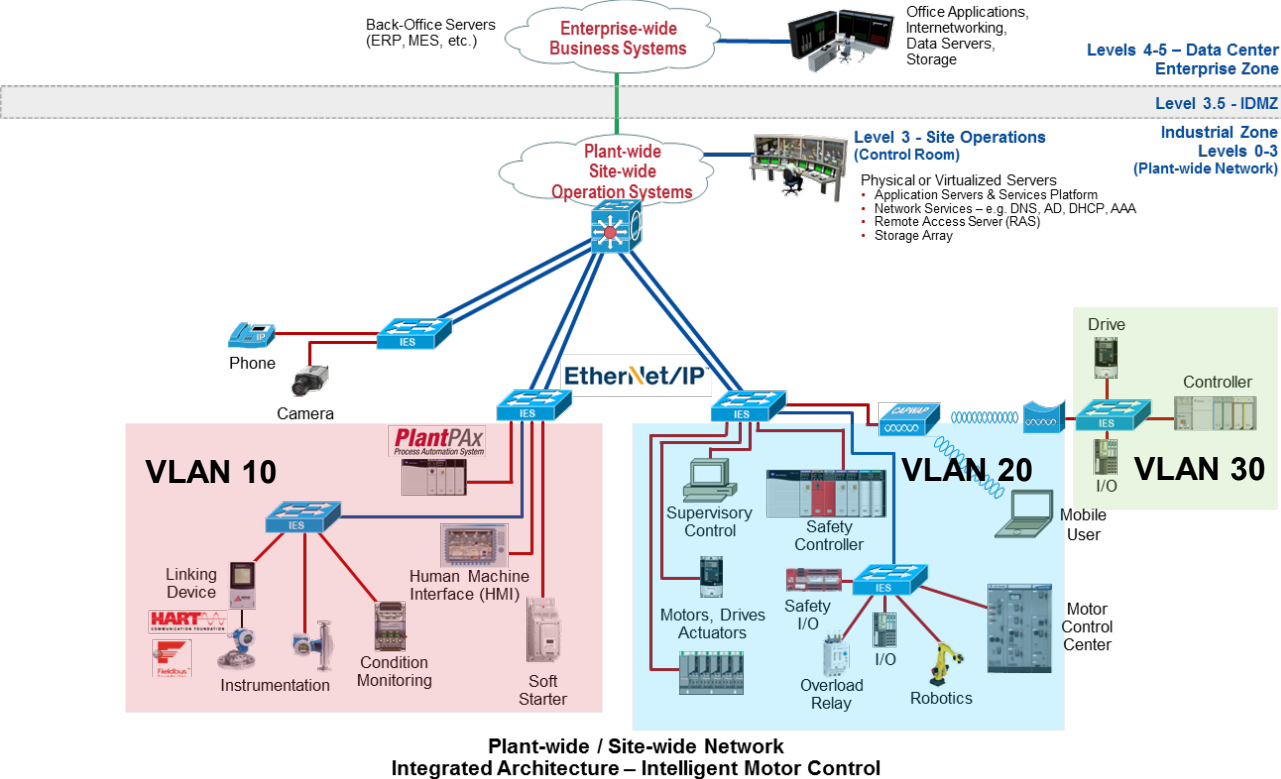 Back-Office Servers
(ERP, MES, etc.)
Enterprise-wide
Business Systems
Office Applications,
Internetworking,
Data Servers,
Storage
Levels 4-5 – Data Center
Enterprise Zone
Level 3.5 - IDMZ
Plant-wide
Site-wide
Operation Systems
Level 3 - Site Operations
(Control Room)
Industrial Zone
Levels 0-3
(Plant-wide Network)
Physical or Virtualized Servers
• Application Servers & Services Platform
• Network Services – e.g. DNS, AD, DHCP, AAA
• Remote Access Server (RAS)
• Storage Array
IP
Phone
IES
Camera
EtherNet/IP™
IES
IES
CAPWAP
Drive
Controller
IES
I/O
VLAN 30
PlantPAx
Process Automation System
VLAN 10
IES
Linking
Device
HART
COMMUNICATION FOUNDATION
Fieldbus
Instrumentation
Condition
Monitoring
Human Machine
Interface (HMI)
Soft
Starter
VLAN 20
Supervisory
Control
Safety
Controller
Mobile
User
Motors, Drives
Actuators
Safety
I/O
IES
I/O
Overload
Relay
Robotics
Motor
Control
Center
Plant-wide / Site-wide Network
Integrated Architecture – Intelligent Motor Control